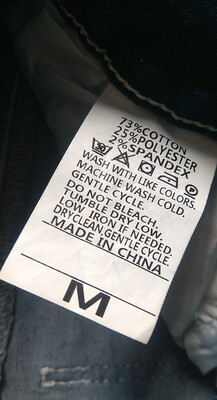 73%COTTON
25%POLYESTER
2%SPANDEX
WASH WITH LIKE COLORS.
MACHINE WASH COLD.
GENTLE CYCLE.
DO NOT BLEACH.
TUMBLE DRY LOW.
LOW IRON IF NEEDED.
DRYCLEAN GENTLE CYCLE.
MADE IN CHINA
M